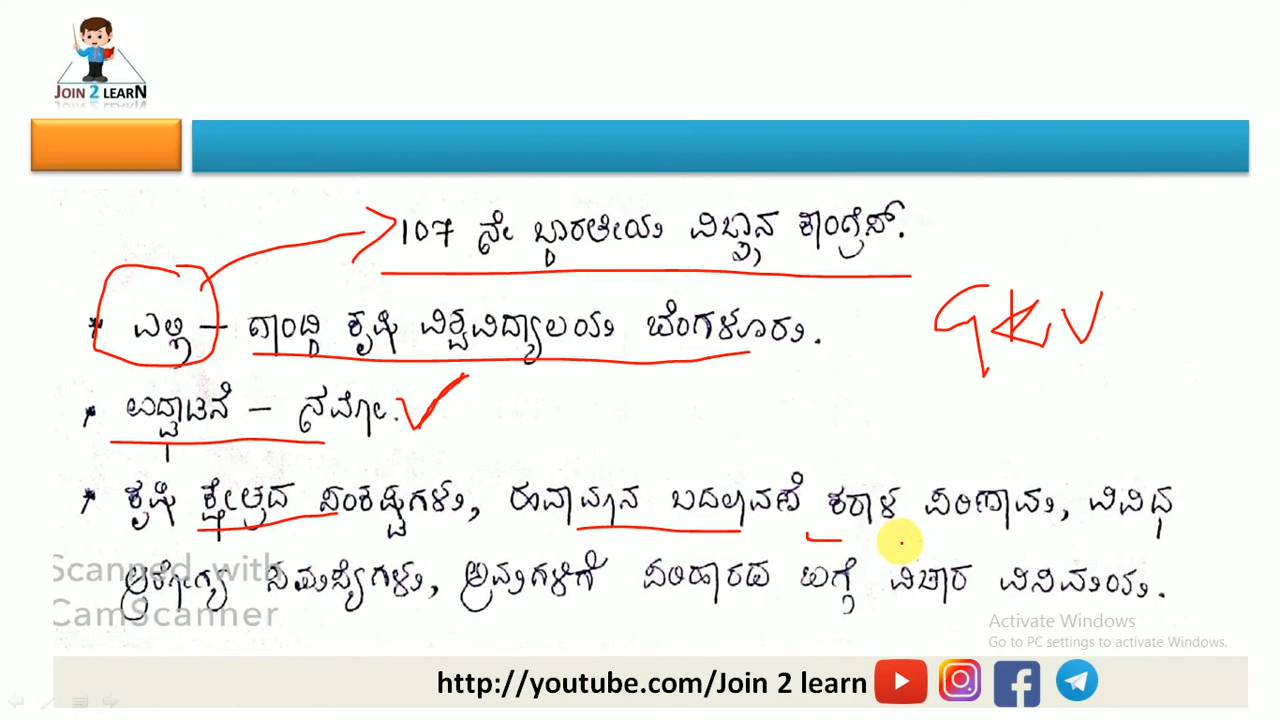 JOIN 2 LEARN
107 ನೇ ಭಾರತೀಯ ವಿಜ್ಞಾನ ಕಾಂಗ್ರೆಸ್.
* ಎಲ್ಲಿ – ಗಾಂಧಿ ಕೃಷಿ ವಿಶ್ವವಿದ್ಯಾಲಯ ಬೆಂಗಳೂರು.
GKV
* ಉದ್ಘಾಟನೆ – ನಮೋ.
* ಕೃಷಿ ಕ್ಷೇತ್ರದ ಸಂಕಷ್ಟಗಳು, ಹವಾಮಾನ ಬದಲಾವಣೆ ಕರಾಳ ಪರಿಣಾಮ, ವಿವಿಧ
ಆರೋಗ್ಯ ಸಮಸ್ಯೆಗಳು, ಅವುಗಳಿಗೆ ಪರಿಹಾರದ ಬಗ್ಗೆ ವಿಚಾರ ವಿನಿಮಯ.
Scanned with
CamScanner
Activate Windows
Go to PC settings to activate Windows.
http://youtube.com/Join 2 learn